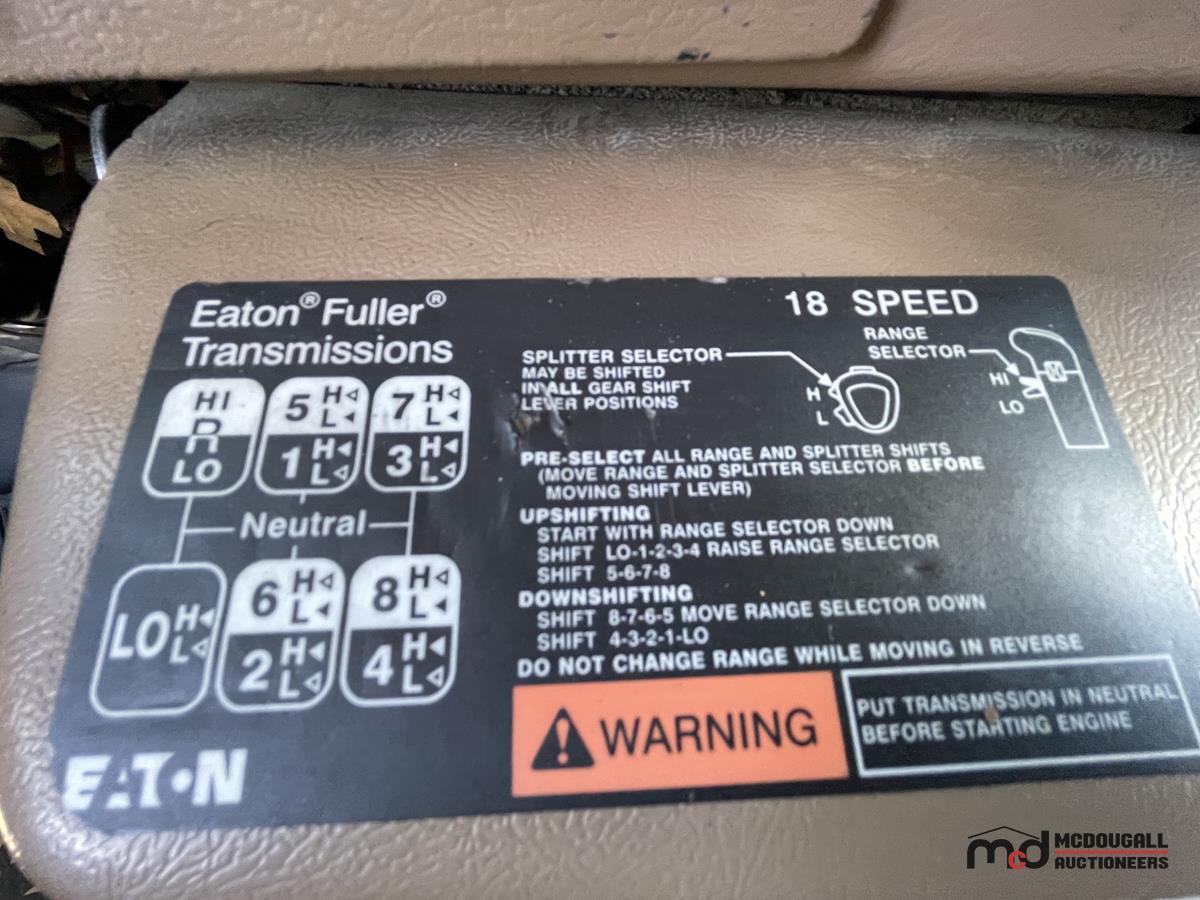 Eaton® Fuller®
Transmissions
18 SPEED
HI
R
LO
5 H L
1 H L
7 H L
3 H L
Neutral
LO H L
6 H L
2 H L
8 H L
4 H L
EATON
SPLITTER SELECTOR
MAY BE SHIFTED
IN ALL GEAR SHIFT
LEVER POSITIONS
H
L
RANGE
SELECTOR
HI
LO
PRE-SELECT ALL RANGE AND SPLITTER SHIFTS
(MOVE RANGE AND SPLITTER SELECTOR BEFORE
MOVING SHIFT LEVER)
UPSHIFTING
START WITH RANGE SELECTOR DOWN
SHIFT LO-1-2-3-4 RAISE RANGE SELECTOR
SHIFT 5-6-7-8
DOWNSHIFTING
SHIFT 8-7-6-5 MOVE RANGE SELECTOR DOWN
SHIFT 4-3-2-1-LO
DO NOT CHANGE RANGE WHILE MOVING IN REVERSE
WARNING
PUT TRANSMISSION IN NEUTRAL
BEFORE STARTING ENGINE
mcd MCDOUGALL
AUCTIONEERS